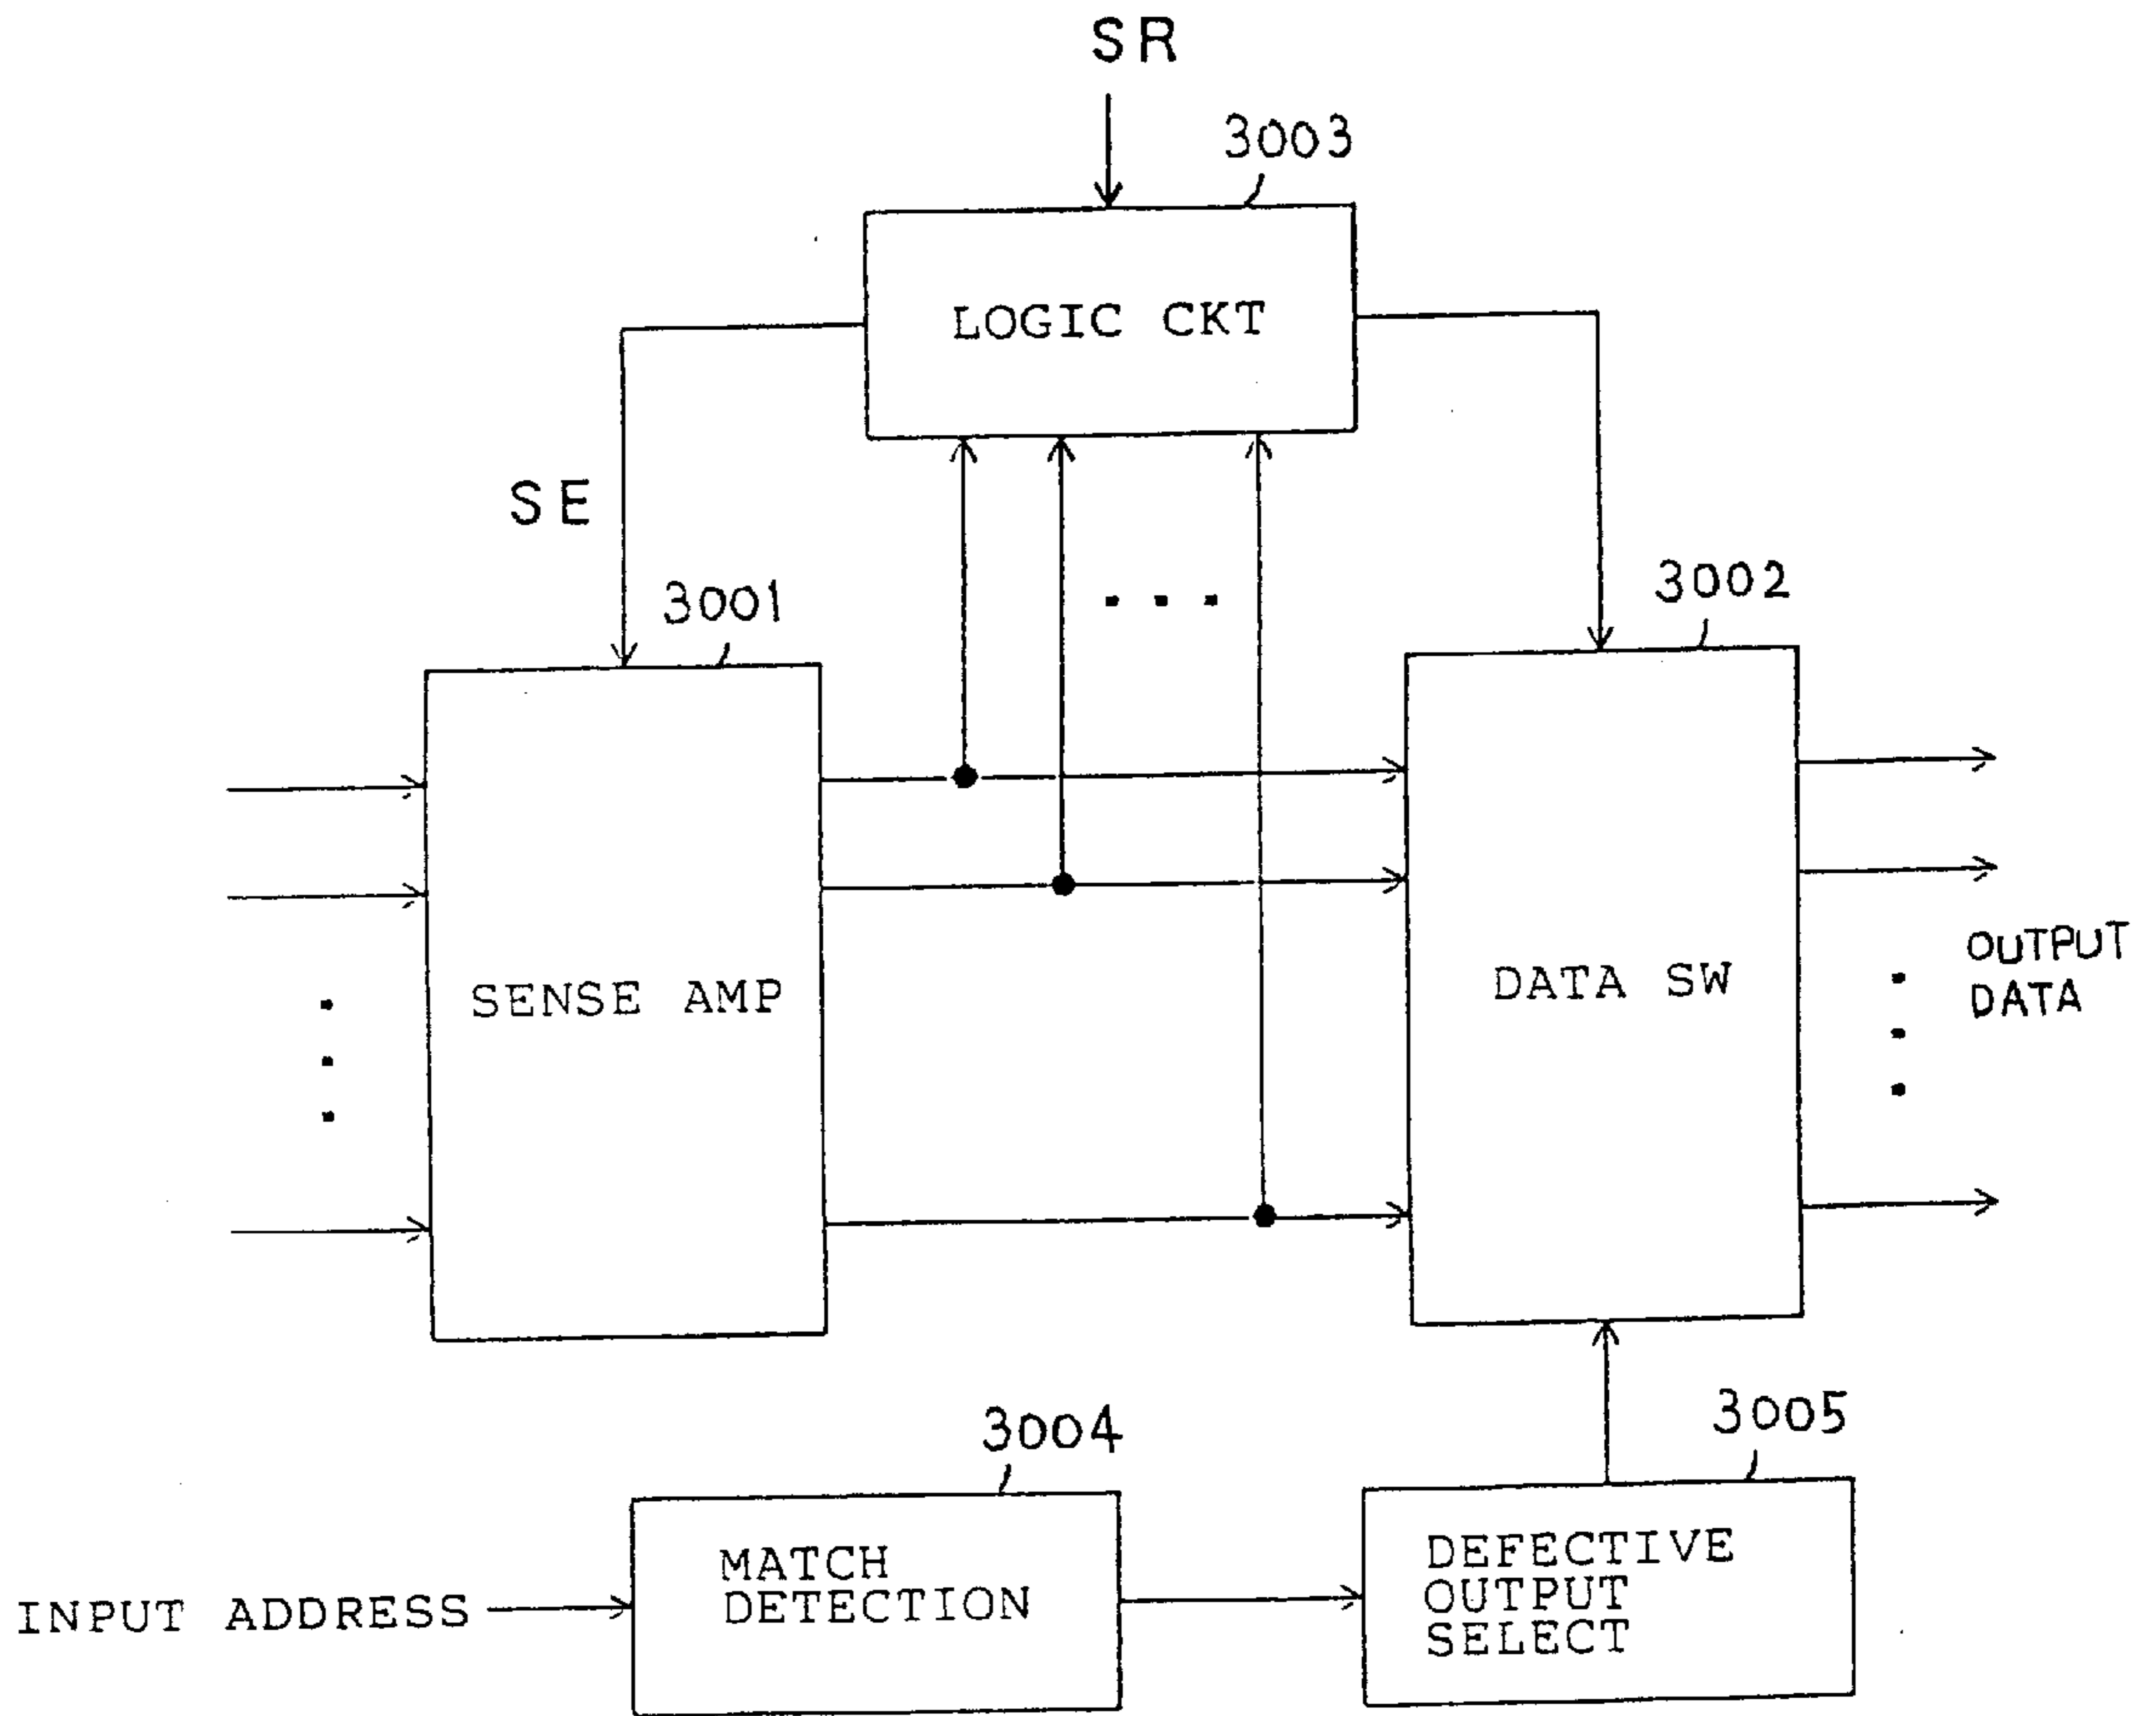 SR
3003
LOGIC CKT
SE
3001
3002
SENSE AMP
DATA SW
OUTPUT
DATA
3004
3005
INPUT ADDRESS
MATCH
DETECTION
DEFECTIVE
OUTPUT
SELECT